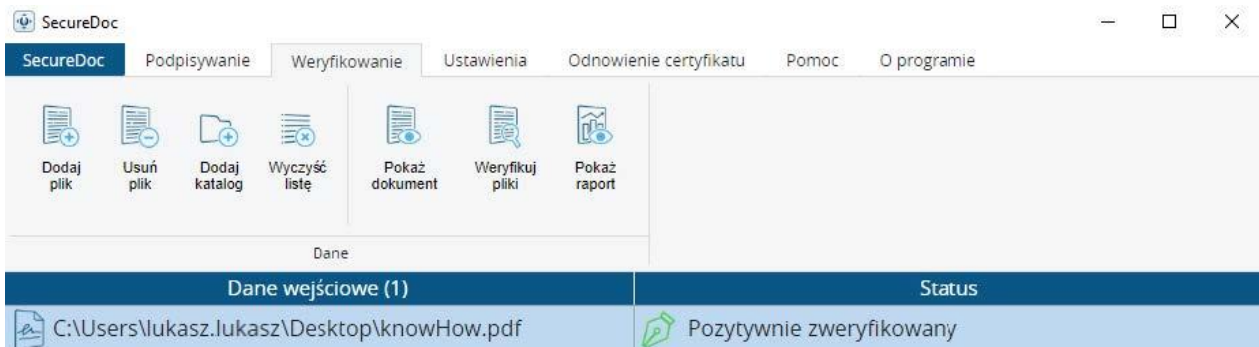 SecureDoc
SecureDoc Podpisywanie Weryfikowanie Ustawienia Odnowienie certyfikatu Pomoc O programie
Dodaj plik Usuń plik Dodaj katalog Wyczyść listę Pokaż dokument Weryfikuj pliki Pokaż raport
Dane
Dane wejściowe (1) Status
C:\Users\lukasz.lukasz\Desktop\knowHow.pdf Pozytywnie zweryfikowany